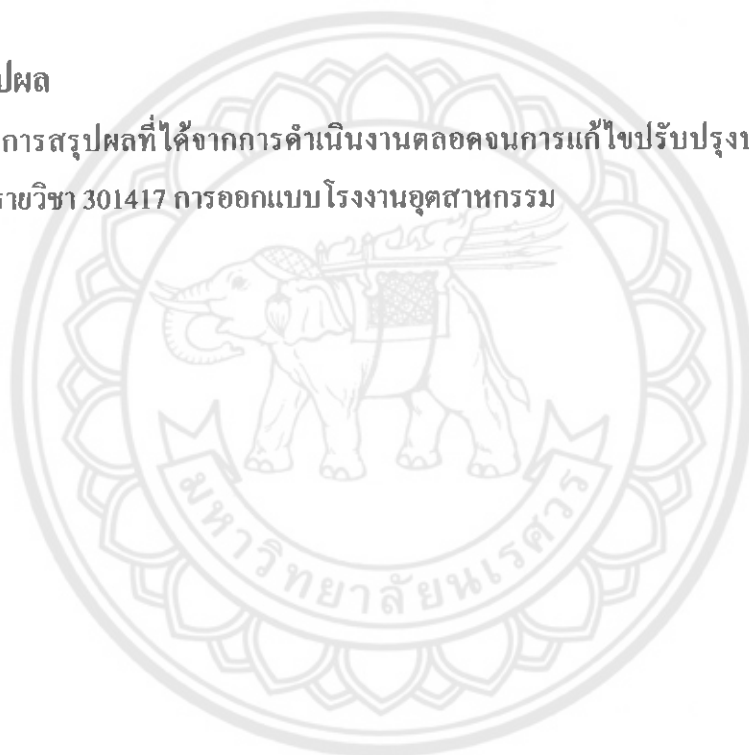 ปผล
การสรุปผลที่ได้จากการดำเนินงานตลอดจนการแก้ไขปรับปรุง
รายวิชา 301417 การออกแบบโรงงานอุตสาหกรรม
มหาวิทยาลัยนเรศวร